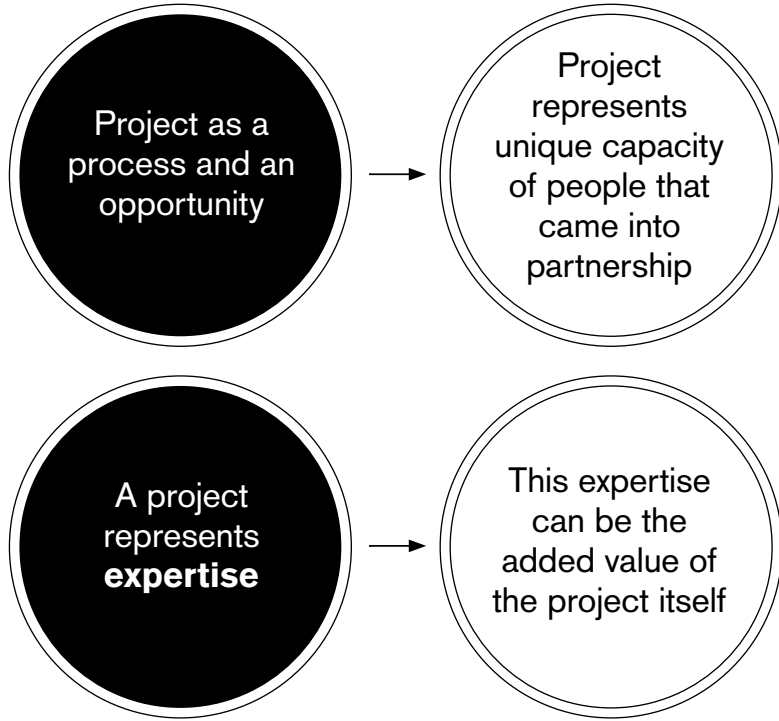 Project as a
process and an
opportunity
Project
represents
unique capacity
of people that
came into
partnership
A project
represents
expertise
This expertise
can be the
added value of
the project itself